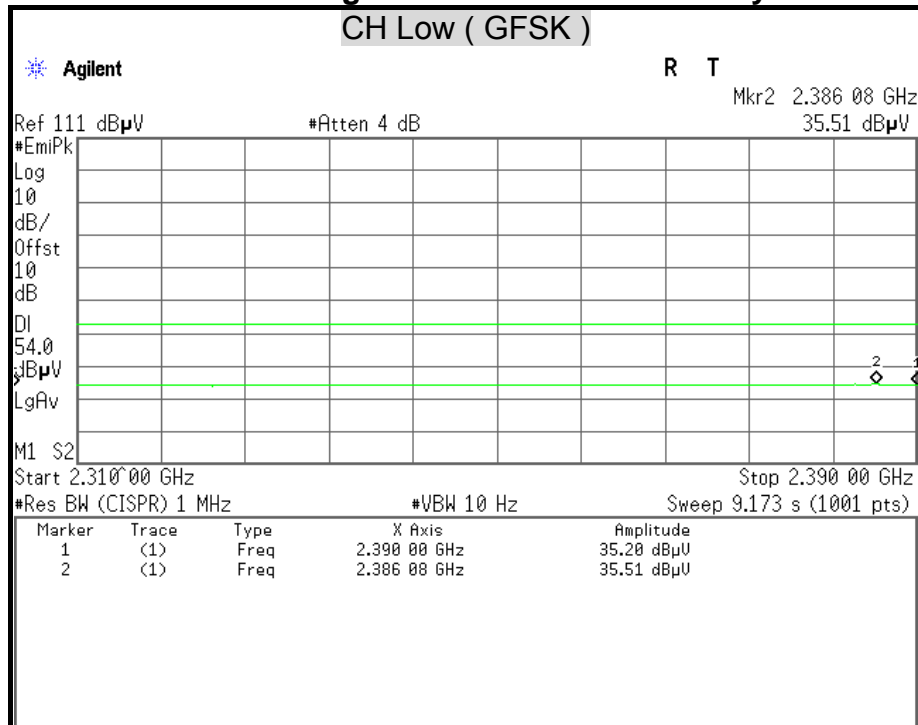 CH Low ( GFSK )
Agilent R T
Mkr2 2.386 08 GHz
Ref 111 dBµV #Atten 4 dB 35.51 dBµV
#EmiPk
Log
10
dB/
Offst
10
dB
DI
54.0
dBµV
LgAv
2 1
M1 S2
Start 2.310 00 GHz Stop 2.390 00 GHz
#Res BW (CISPR) 1 MHz #VBW 10 Hz Sweep 9.173 s (1001 pts)
Marker Trace Type X Axis Amplitude
1 (1) Freq 2.390 00 GHz 35.20 dBµV
2 (1) Freq 2.386 08 GHz 35.51 dBµV